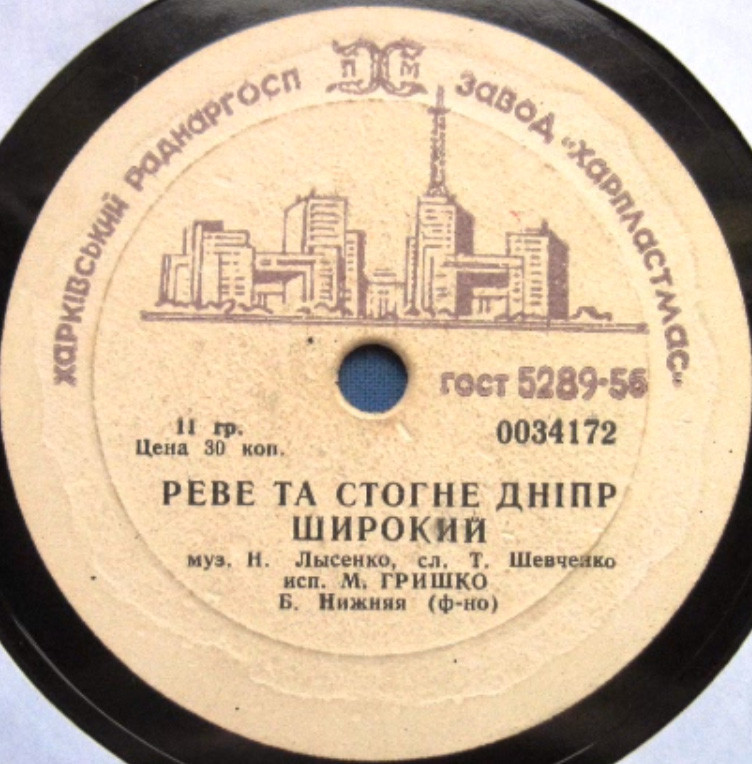 ХАРКІВСЬКИЙ РАДНАРГОСП
ПМ
ЗАВОД „ХАРПЛАСТМАС“
ГОСТ 5289-56
11 гр.
Цена 30 коп.
0034172
РЕВЕ ТА СТОГНЕ ДНІПР
ШИРОКИЙ
муз. Н. Лысенко, сл. Т. Шевченко
исп. М. ГРИШКО
Б. Нижняя (ф-но)